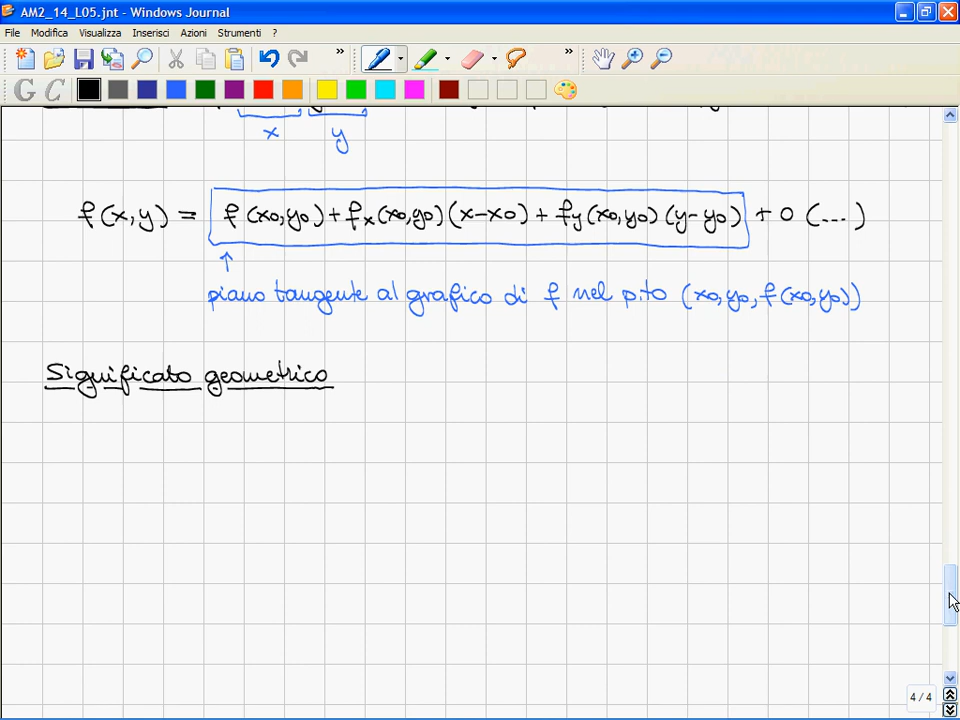 AM2_14_L05.jnt - Windows Journal
File Modifica Visualizza Inserisci Azioni Strumenti ?
G C
x y
f(x,y) = f(x0,y0) + fx(x0,y0)(x-x0) + fy(x0,y0)(y-y0) + o(...)
↑
piano tangente al grafico di f nel p.to (x0,y0,f(x0,y0))
Significato geometrico
4 / 4